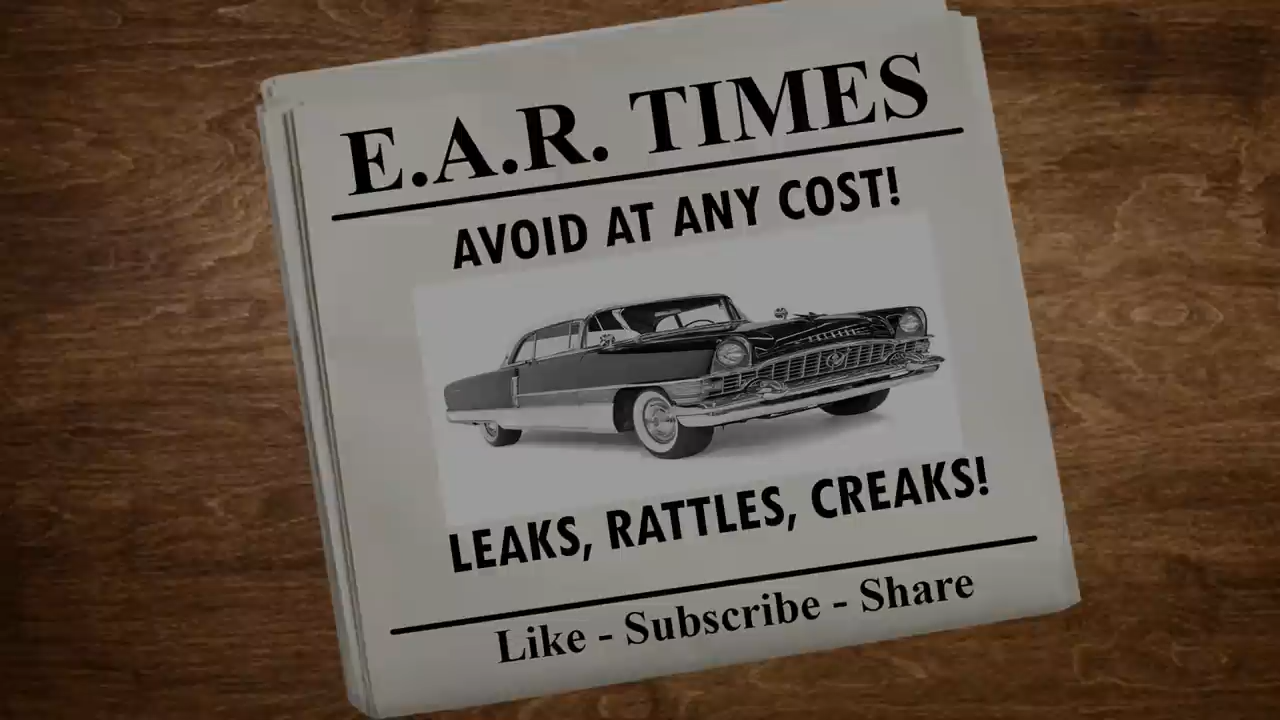 E.A.R. TIMES
AVOID AT ANY COST!
LEAKS, RATTLES, CREAKS!
Like - Subscribe - Share